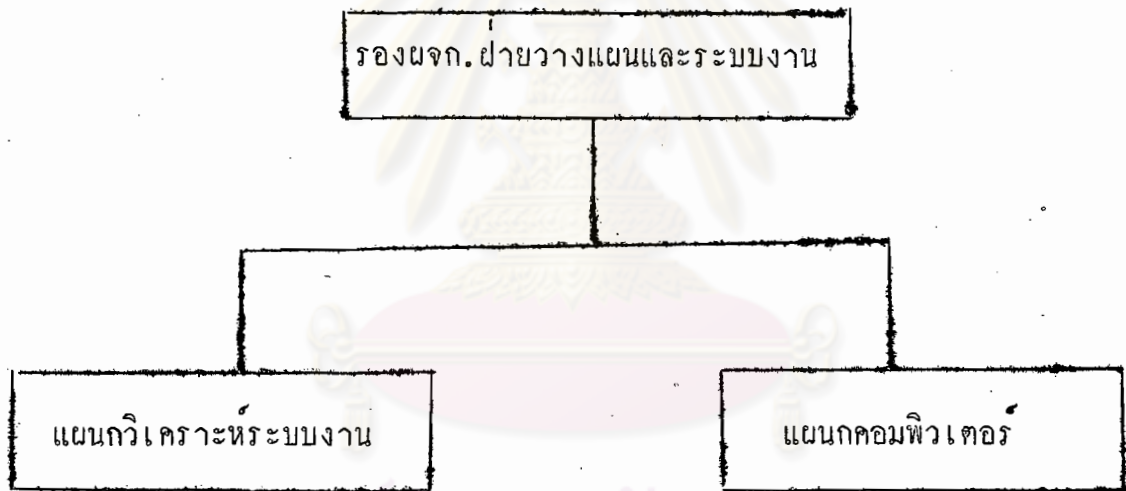 รองผจก.ฝ่ายวางแผนและระบบงาน
แผนกวิเคราะห์ระบบงาน
แผนกคอมพิวเตอร์